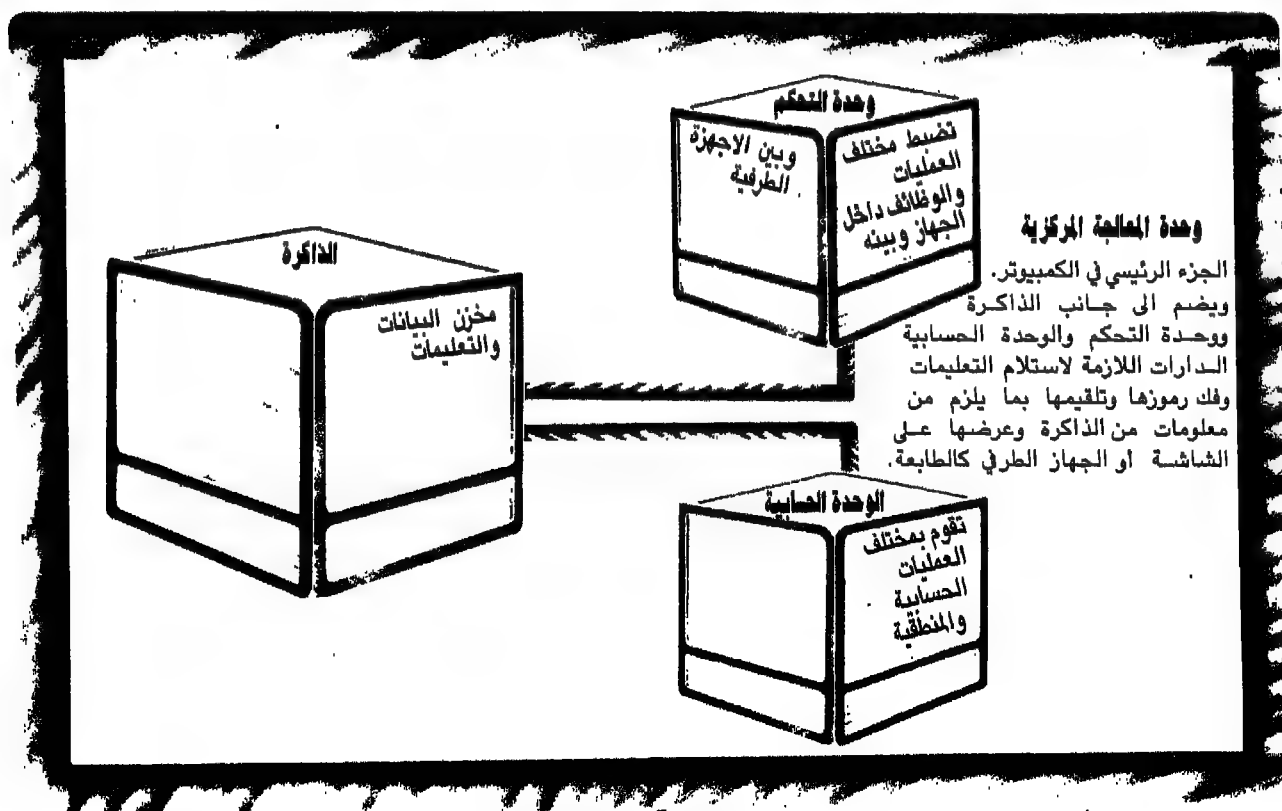 وحدة المعالجة المركزية
الجزء الرئيسي في الكمبيوتر.
ويضم الى جانب الذاكرة
ووحدة التحكم والوحدة الحسابية
الدارات اللازمة لاستلام التعليمات
وفك رموزها وتلقيمها بما يلزم من
معلومات من الذاكرة وعرضها على
الشاشة أو الجهاز الطرفي كالطابعة.
وحدة التحكم
تضبط مختلف
العمليات
والوظائف داخل
الجهاز وبينه
وبين الاجهزة
الطرفية
الذاكرة
مخزن البيانات
والتعليمات
الوحدة الحسابية
تقوم بمختلف
العمليات
الحسابية
والمنطقية